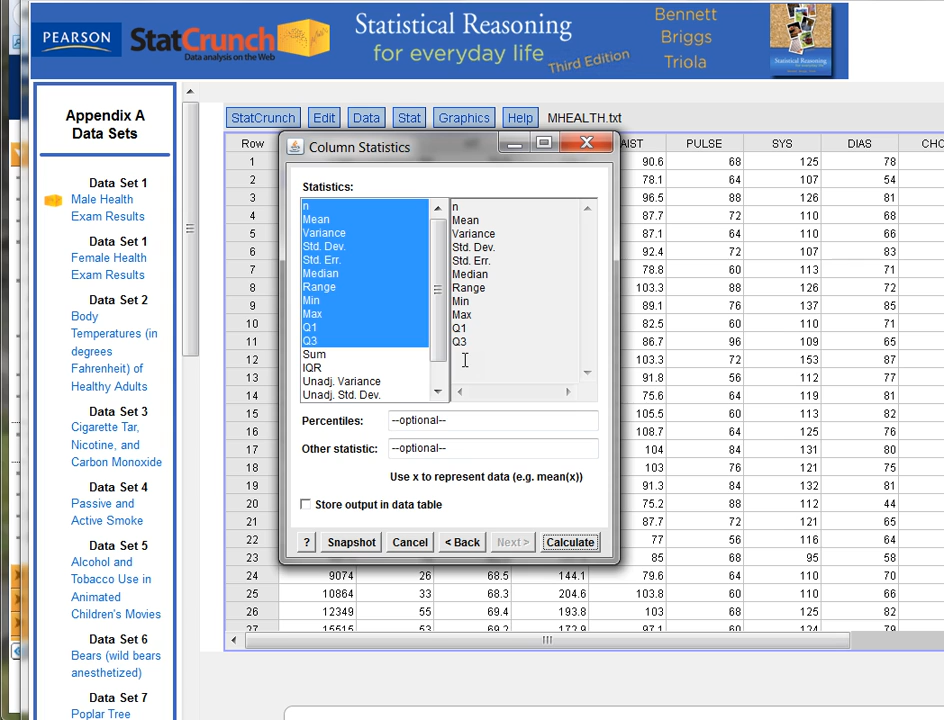 PEARSON
StatCrunch
Data analysis on the Web
Statistical Reasoning
for everyday life
Third Edition
Bennett
Briggs
Triola
Appendix A
Data Sets
Data Set 1
Male Health
Exam Results
Data Set 1
Female Health
Exam Results
Data Set 2
Body
Temperatures (in
degrees
Fahrenheit) of
Healthy Adults
Data Set 3
Cigarette Tar,
Nicotine, and
Carbon Monoxide
Data Set 4
Passive and
Active Smoke
Data Set 5
Alcohol and
Tobacco Use in
Animated
Children's Movies
Data Set 6
Bears (wild bears
anesthetized)
Data Set 7
Poplar Tree
StatCrunch Edit Data Stat Graphics Help MHEALTH.txt
Row AIST PULSE SYS DIAS CHO
1 90.6 68 125 78
2 78.1 64 107 54
3 96.5 88 126 81
4 87.7 72 110 68
5 87.1 64 110 66
6 92.4 72 107 83
7 78.8 60 113 71
8 103.3 88 126 72
9 89.1 76 137 85
10 82.5 60 110 71
11 86.7 96 109 65
12 103.3 72 153 87
13 91.8 56 112 77
14 75.6 64 119 81
15 105.5 60 113 82
16 108.7 64 125 76
17 104 84 131 80
18 103 76 121 75
19 91.3 84 132 81
20 75.2 88 112 44
21 87.7 72 121 65
22 77 56 116 64
23 85 68 95 58
24 9074 26 68.5 144.1 79.6 64 110 70
25 10864 33 68.3 204.6 103.8 60 110 66
26 12349 55 69.4 193.8 103 68 125 82
27 15515 53 69.2 172.9 97.1 60 124 79
Column Statistics
Statistics:
n
Mean
Variance
Std. Dev.
Std. Err.
Median
Range
Min
Max
Q1
Q3
Sum
IQR
Unadj. Variance
Unadj. Std. Dev.
n
Mean
Variance
Std. Dev.
Std. Err.
Median
Range
Min
Max
Q1
Q3
Percentiles: --optional--
Other statistic: --optional--
Use x to represent data (e.g. mean(x))
Store output in data table
? Snapshot Cancel < Back Next > Calculate